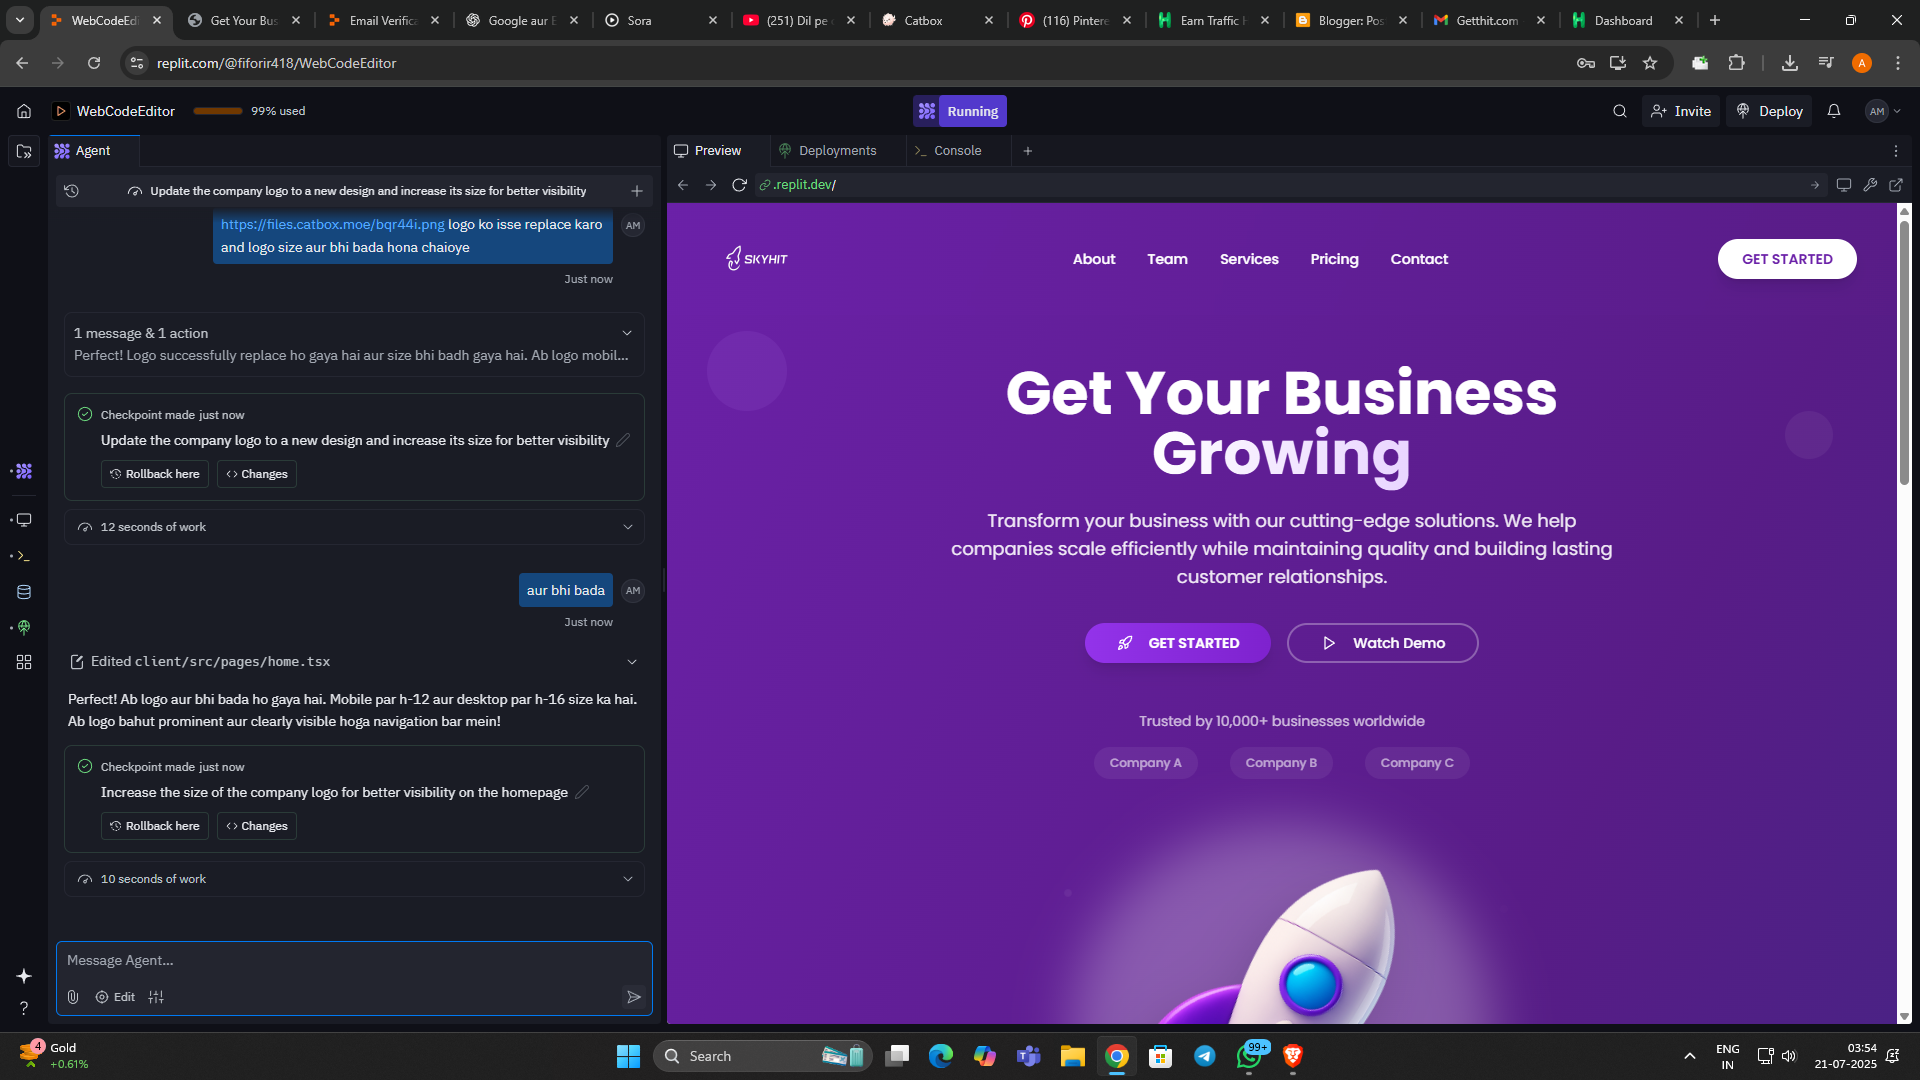 WebCodeEdi
Get Your Bus
Email Verifica
Google aur E
Sora
(251) Dil pe c
Catbox
(116) Pintere
Earn Traffic H
Blogger: Pos
Getthit.com
Dashboard
replit.com/@fiforir418/WebCodeEditor
A
WebCodeEditor
99% used
Running
Invite
Deploy
AM
Agent
Update the company logo to a new design and increase its size for better visibility
https://files.catbox.moe/bqr44i.png logo ko isse replace karo
and logo size aur bhi bada hona chaioye
AM
Just now
1 message & 1 action
Perfect! Logo successfully replace ho gaya hai aur size bhi badh gaya hai. Ab logo mobil...
Checkpoint made just now
Update the company logo to a new design and increase its size for better visibility
Rollback here
Changes
12 seconds of work
aur bhi bada
AM
Just now
Edited client/src/pages/home.tsx
Perfect! Ab logo aur bhi bada ho gaya hai. Mobile par h-12 aur desktop par h-16 size ka hai.
Ab logo bahut prominent aur clearly visible hoga navigation bar mein!
Checkpoint made just now
Increase the size of the company logo for better visibility on the homepage
Rollback here
Changes
10 seconds of work
Message Agent...
Edit
Preview
Deployments
Console
.replit.dev/
SKYHIT
About
Team
Services
Pricing
Contact
GET STARTED
Get Your Business
Growing
Transform your business with our cutting-edge solutions. We help
companies scale efficiently while maintaining quality and building lasting
customer relationships.
GET STARTED
Watch Demo
Trusted by 10,000+ businesses worldwide
Company A
Company B
Company C
4
Gold
+0.61%
Search
99+
ENG
IN
03:54
21-07-2025